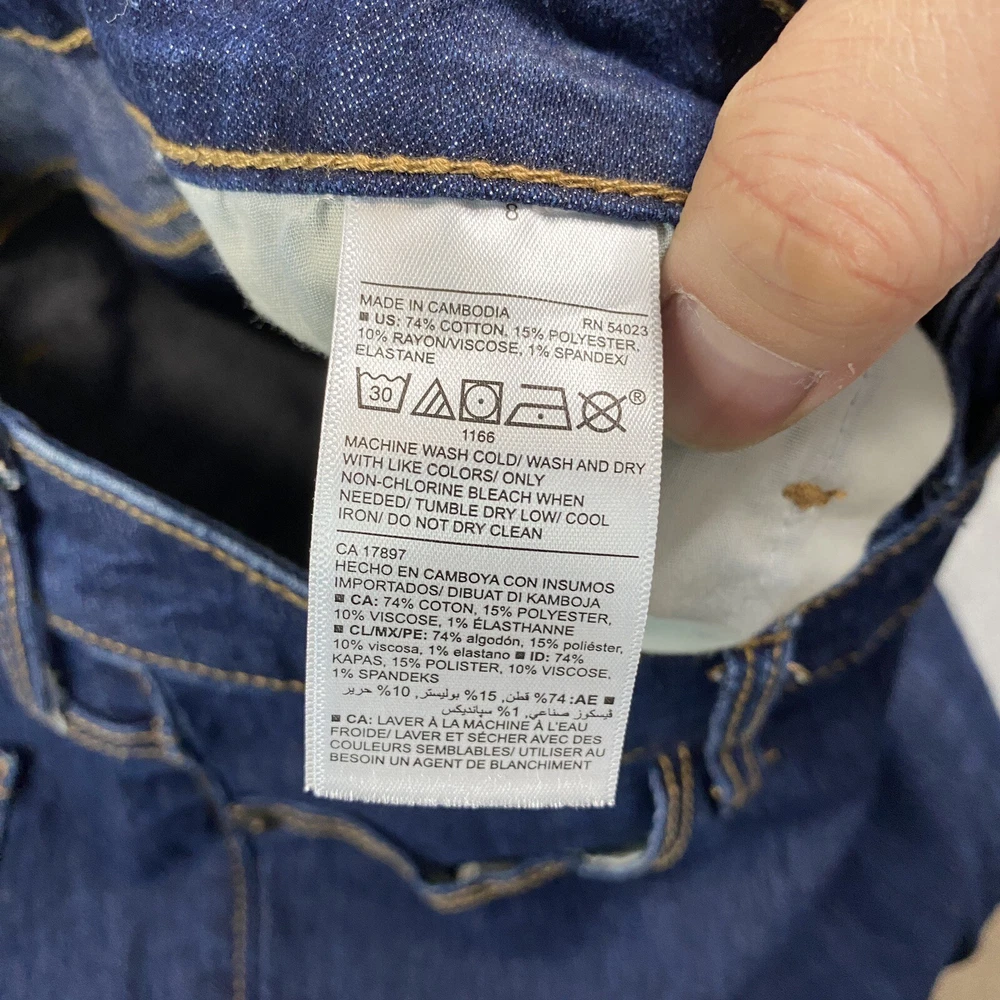 8
MADE IN CAMBODIA RN 54023
US: 74% COTTON, 15% POLYESTER,
10% RAYON/VISCOSE, 1% SPANDEX/
ELASTANE
30 ®
1166
MACHINE WASH COLD/ WASH AND DRY
WITH LIKE COLORS/ ONLY
NON-CHLORINE BLEACH WHEN
NEEDED/ TUMBLE DRY LOW/ COOL
IRON/ DO NOT DRY CLEAN
CA 17897
HECHO EN CAMBOYA CON INSUMOS
IMPORTADOS/ DIBUAT DI KAMBOJA
CA: 74% COTON, 15% POLYESTER,
10% VISCOSE, 1% ÉLASTHANNE
CL/MX/PE: 74% algodón, 15% poliéster,
10% viscosa, 1% elastano ID: 74%
KAPAS, 15% POLISTER, 10% VISCOSE,
1% SPANDEKS
AE: 74% قطن, 15% بوليستر, 10% حرير
فيسكوز صناعي, 1% سپانديكس
CA: LAVER À LA MACHINE À L'EAU
FROIDE/ LAVER ET SÉCHER AVEC DES
COULEURS SEMBLABLES/ UTILISER AU
BESOIN UN AGENT DE BLANCHIMENT